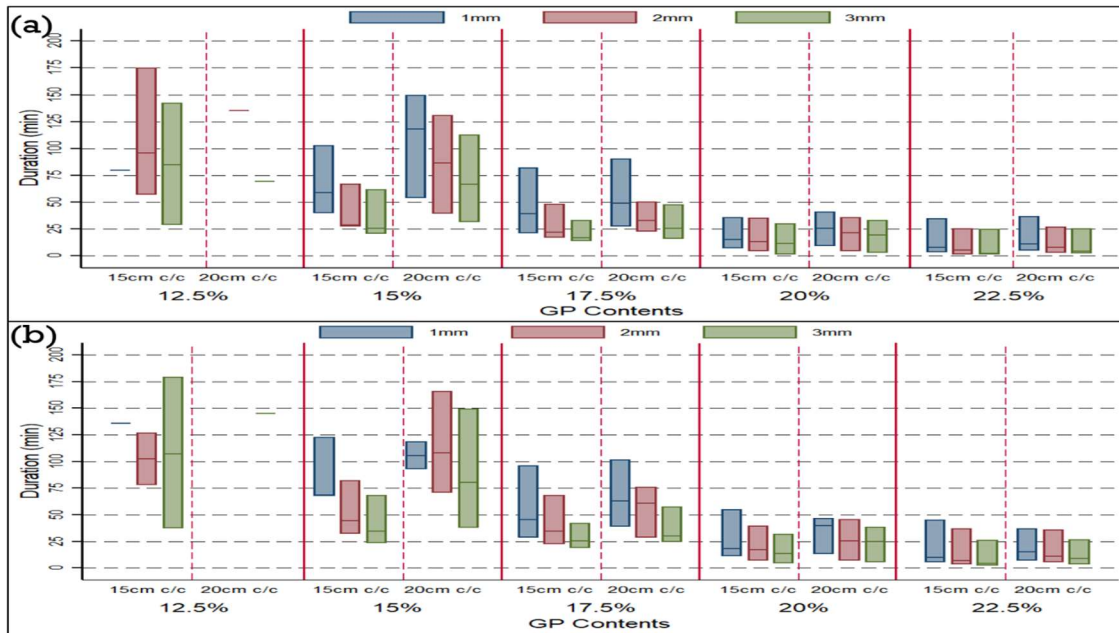 (a)
1mm 2mm 3mm
200
175
150
125
100
75
50
25
0
Duration (min)
15cm c/c 20cm c/c 15cm c/c 20cm c/c 15cm c/c 20cm c/c 15cm c/c 20cm c/c 15cm c/c 20cm c/c
12.5% 15% 17.5% 20% 22.5%
GP Contents
(b)
1mm 2mm 3mm
200
175
150
125
100
75
50
25
0
Duration (min)
15cm c/c 20cm c/c 15cm c/c 20cm c/c 15cm c/c 20cm c/c 15cm c/c 20cm c/c 15cm c/c 20cm c/c
12.5% 15% 17.5% 20% 22.5%
GP Contents